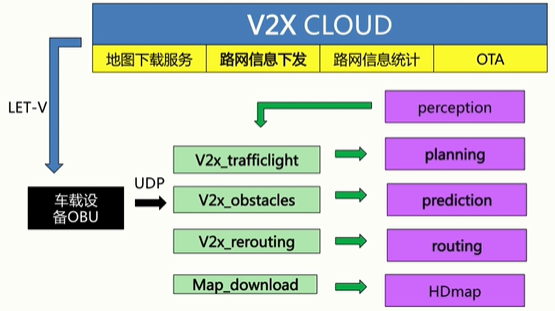 V2X CLOUD
地图下载服务
路网信息下发
路网信息统计
OTA
LET-V
perception
V2x_trafficlight
planning
UDP
车载设
备OBU
V2x_obstacles
prediction
V2x_rerouting
routing
Map_download
HDmap